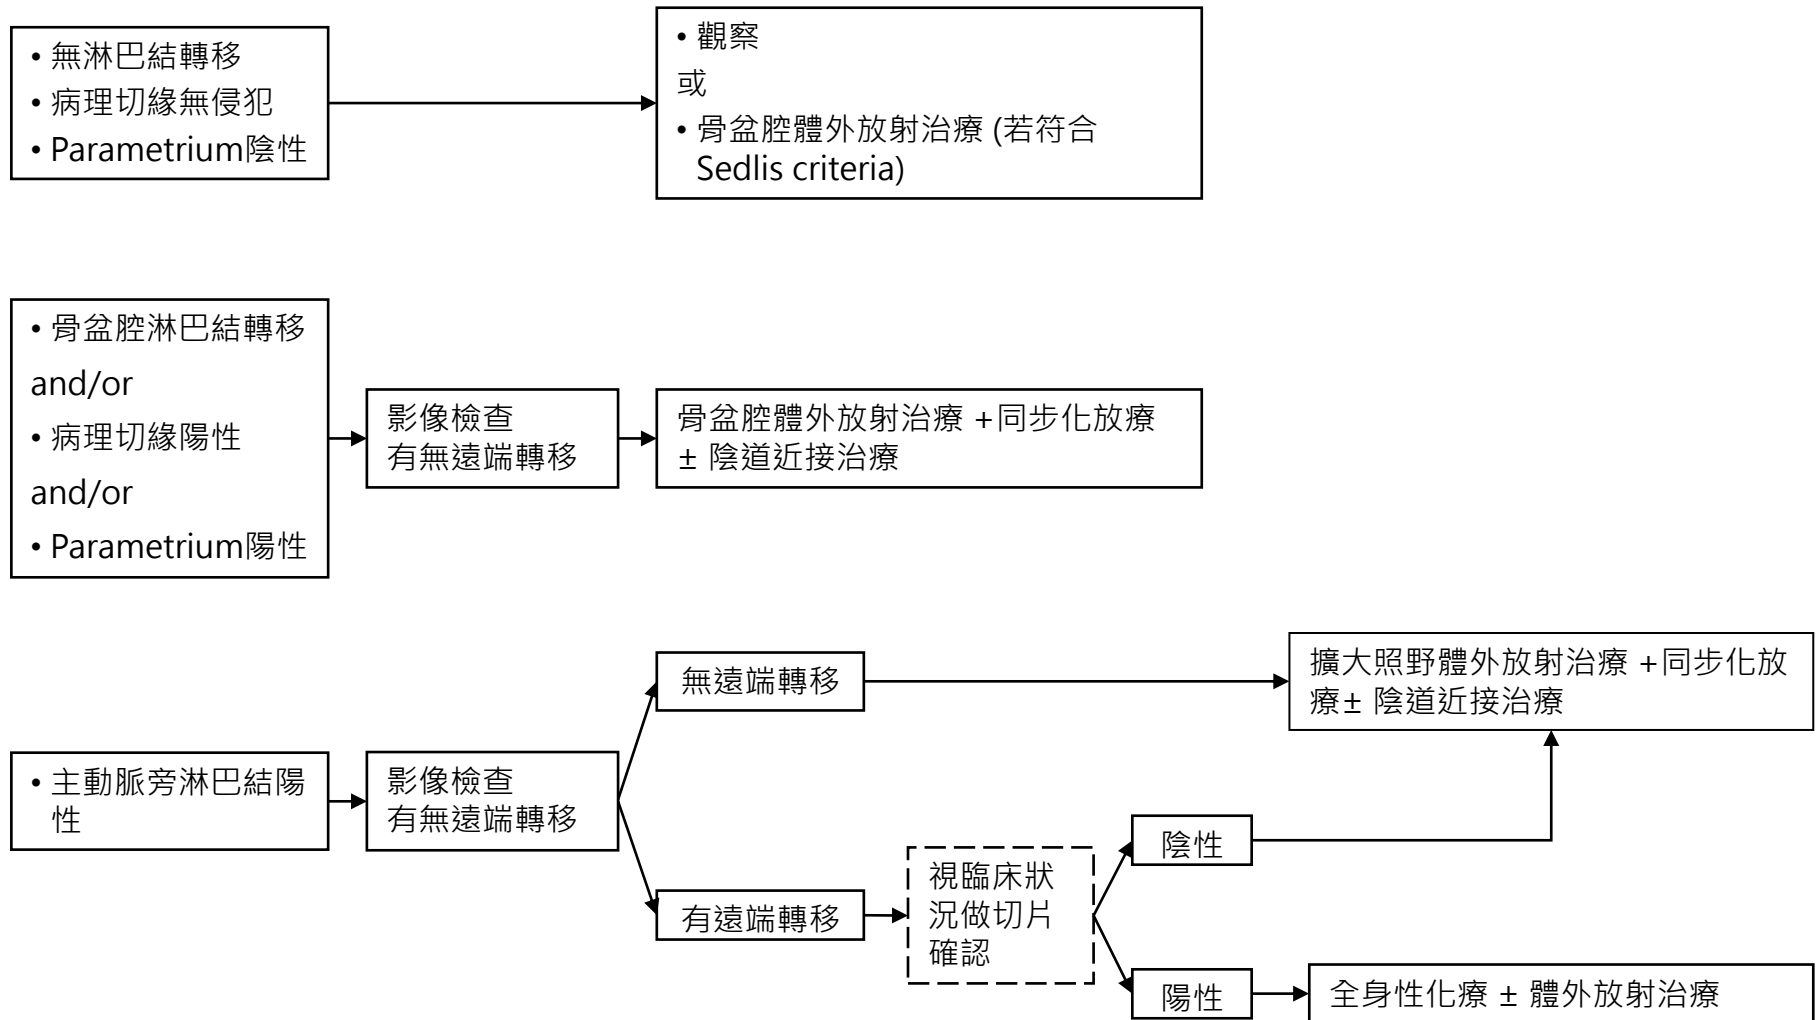 • 無淋巴結轉移
• 病理切緣無侵犯
• Parametrium陰性
• 觀察
或
• 骨盆腔體外放射治療 (若符合
Sedlis criteria)
• 骨盆腔淋巴結轉移
and/or
• 病理切緣陽性
and/or
• Parametrium陽性
影像檢查
有無遠端轉移
骨盆腔體外放射治療 +同步化放療
± 陰道近接治療
• 主動脈旁淋巴結陽
性
影像檢查
有無遠端轉移
無遠端轉移
擴大照野體外放射治療 +同步化放
療± 陰道近接治療
有遠端轉移
視臨床狀
況做切片
確認
陰性
陽性
全身性化療 ± 體外放射治療